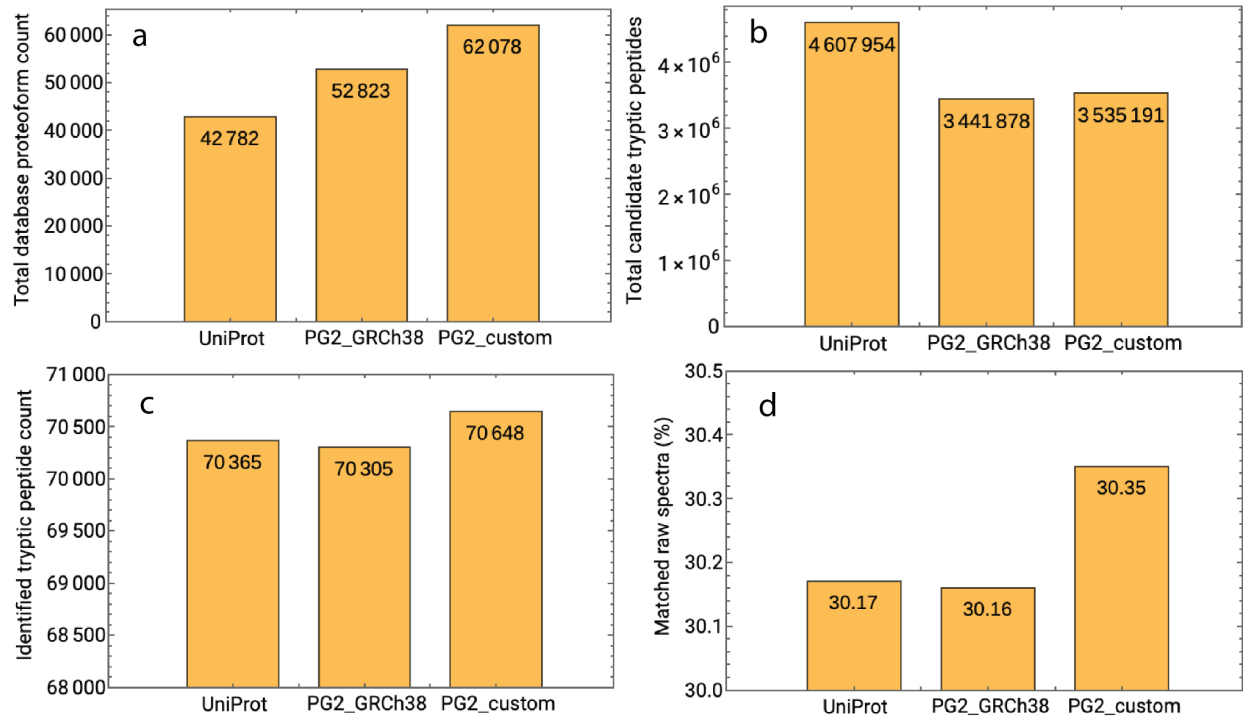 a
Total database proteoform count
60 000
50 000
40 000
30 000
20 000
10 000
0
42 782
52 823
62 078
UniProt PG2_GRCh38 PG2_custom
b
Total candidate tryptic peptides
4×10⁶
3×10⁶
2×10⁶
1×10⁶
0
4 607 954
3 441 878
3 535 191
UniProt PG2_GRCh38 PG2_custom
c
Identified tryptic peptide count
71 000
70 500
70 000
69 500
69 000
68 500
68 000
70 365
70 305
70 648
UniProt PG2_GRCh38 PG2_custom
d
Matched raw spectra (%)
30.5
30.4
30.3
30.2
30.1
30.0
30.17
30.16
30.35
UniProt PG2_GRCh38 PG2_custom